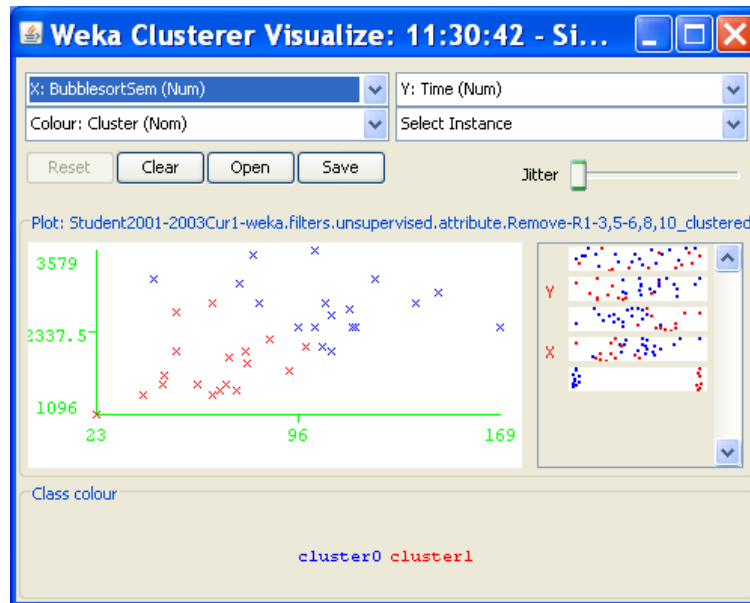 Weka Clusterer Visualize: 11:30:42 - Si...
X: BubblesortSem (Num)
Y: Time (Num)
Colour: Cluster (Nom)
Select Instance
Reset
Clear
Open
Save
Jitter
Plot: Student2001-2003Cur1-weka.filters.unsupervised.attribute.Remove-R1-3,5-6,8,10_clustered
3579
2337.5
1096
23
96
169
Y
X
Class colour
cluster0 cluster1